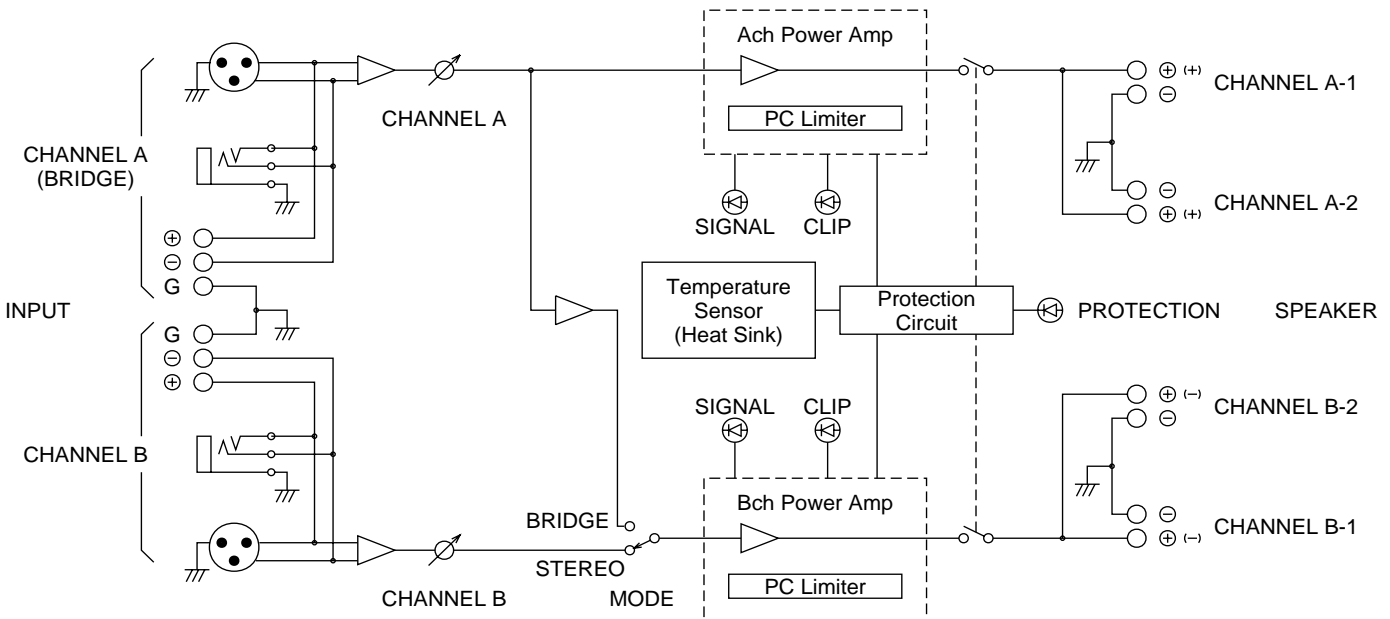 Ach Power Amp
PC Limiter
CHANNEL A
CHANNEL A
(BRIDGE)
⊕ (+)
⊖
CHANNEL A-1
⊖
⊕ (+)
CHANNEL A-2
SIGNAL
CLIP
⊕
⊖
G
INPUT
G
⊖
⊕
Temperature
Sensor
(Heat Sink)
Protection
Circuit
PROTECTION
SPEAKER
SIGNAL
CLIP
⊕ (−)
⊖
CHANNEL B-2
CHANNEL B
Bch Power Amp
PC Limiter
BRIDGE
STEREO
MODE
CHANNEL B
⊖
⊕ (−)
CHANNEL B-1